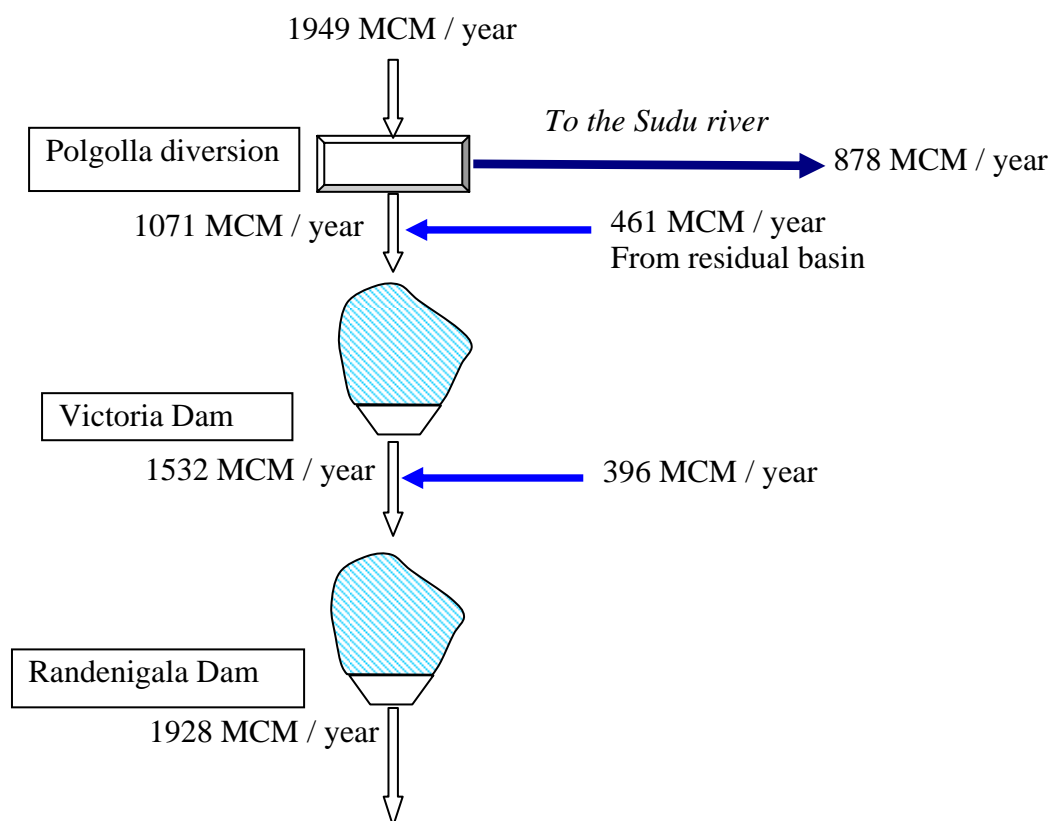 1949 MCM / year
To the Sudu river
Polgolla diversion
878 MCM / year
1071 MCM / year
461 MCM / year
From residual basin
Victoria Dam
1532 MCM / year
396 MCM / year
Randenigala Dam
1928 MCM / year